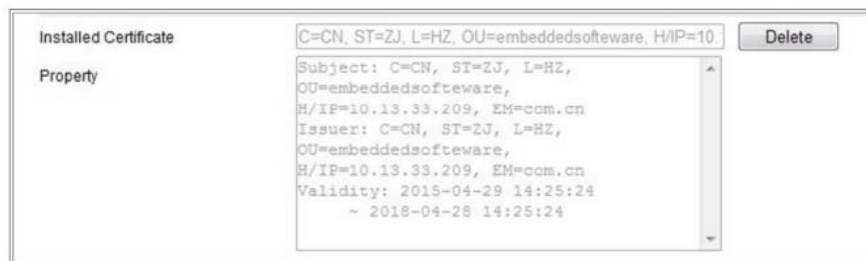 Installed Certificate C=CN, ST=ZJ, L=HZ, OU=embeddedsofteware, H/IP=10. Delete
Property
Subject: C=CN, ST=ZJ, L=HZ,
OU=embeddedsofteware,
H/IP=10.13.33.209, EM=com.cn
Issuer: C=CN, ST=ZJ, L=HZ,
OU=embeddedsofteware,
H/IP=10.13.33.209, EM=com.cn
Validity: 2015-04-29 14:25:24
~ 2018-04-28 14:25:24